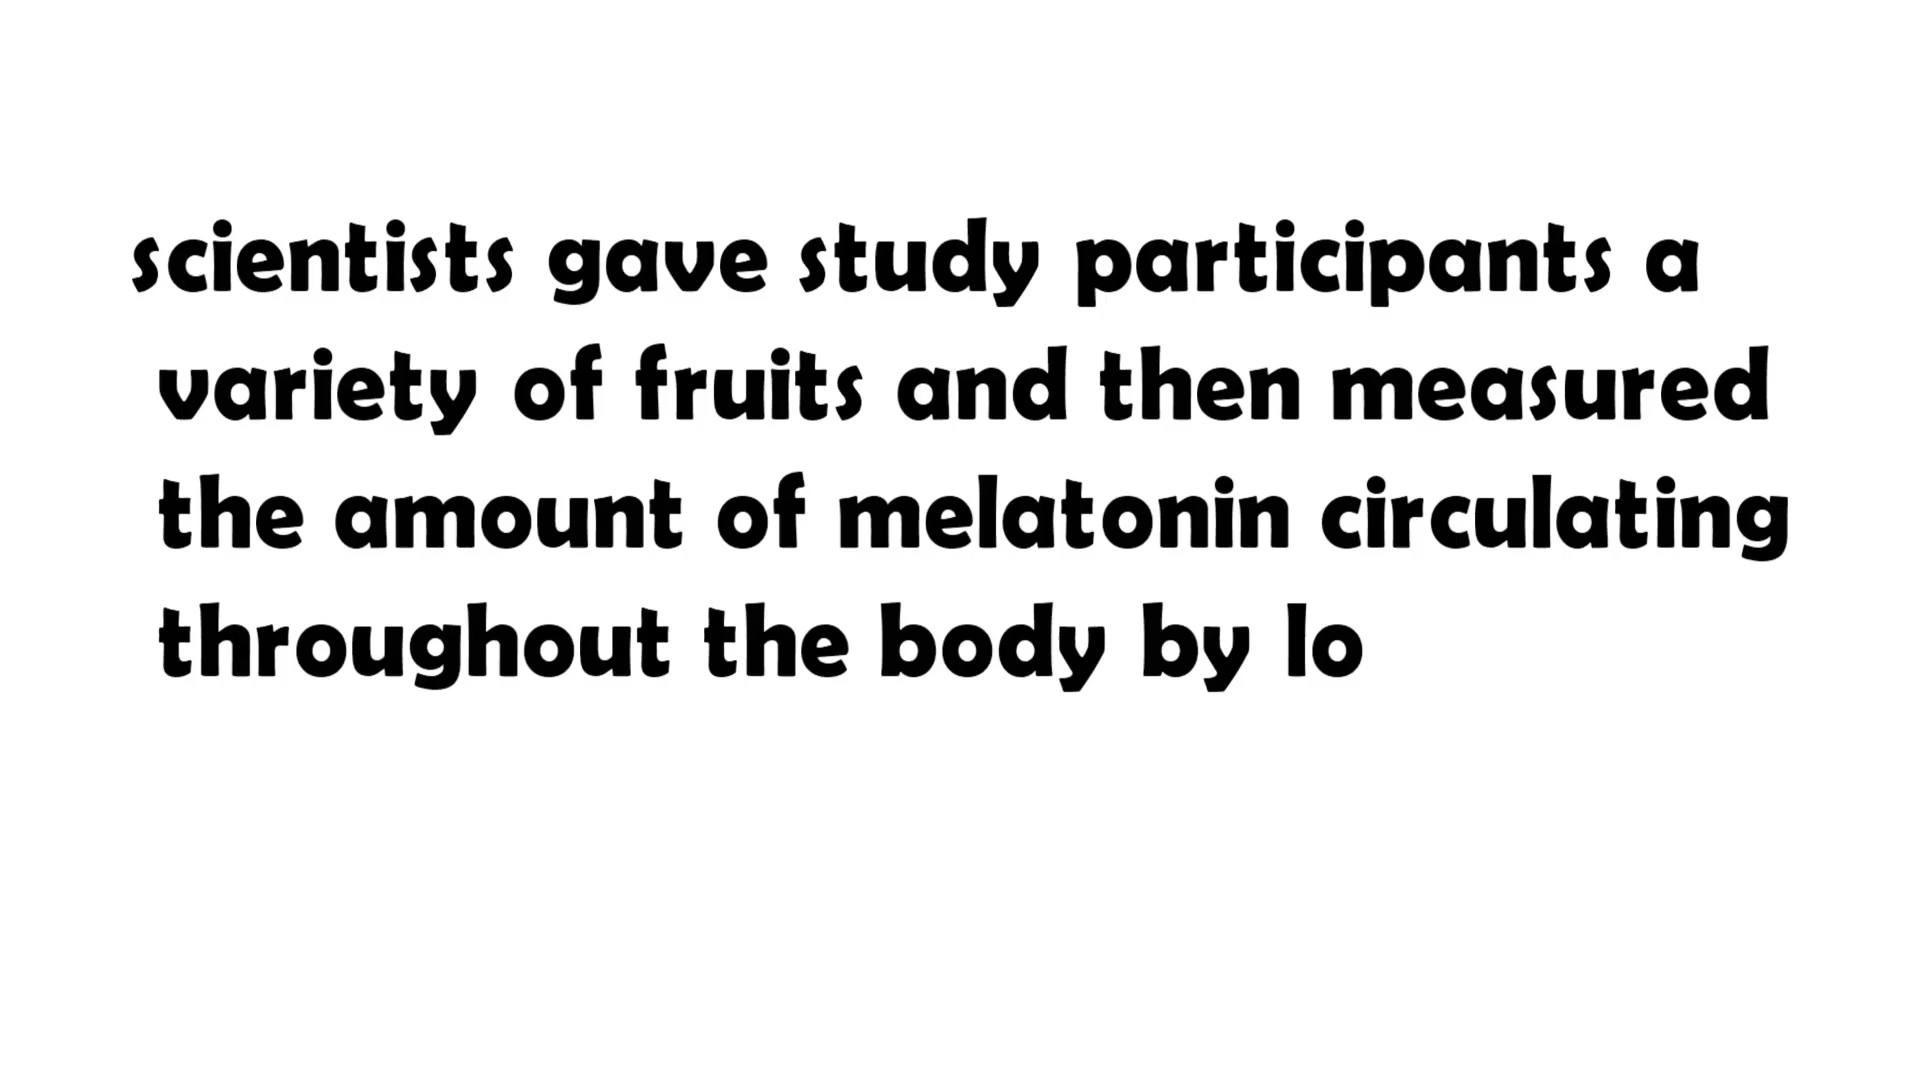 scientists gave study participants a
variety of fruits and then measured
the amount of melatonin circulating
throughout the body by lo